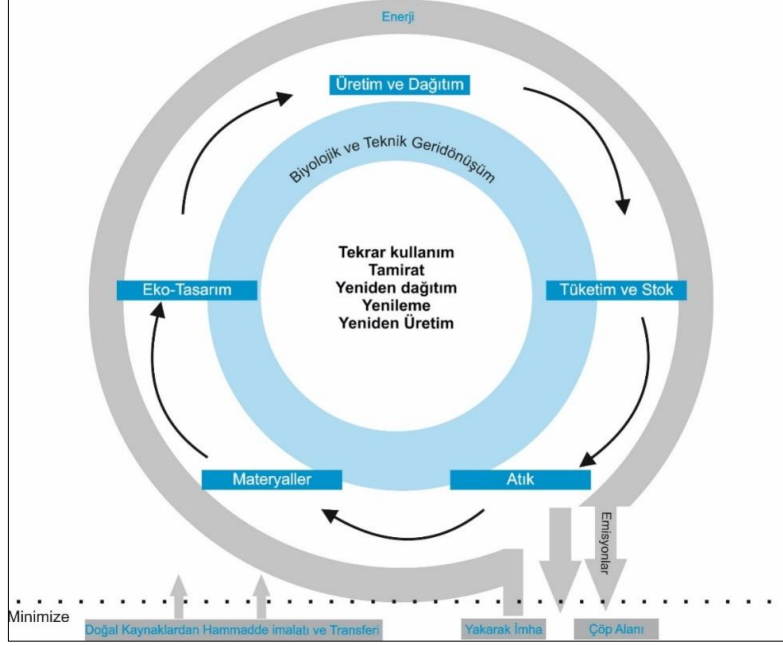 Enerji
Üretim ve Dağıtım
Biyolojik ve Teknik Geridönüşüm
Tekrar kullanım
Tamirat
Yeniden dağıtım
Yenileme
Yeniden Üretim
Eko-Tasarım
Tüketim ve Stok
Materyaller
Atık
Emisyonlar
Minimize
Doğal Kaynaklardan Hammadde imalatı ve Transferi
Yakarak İmha
Çöp Alanı